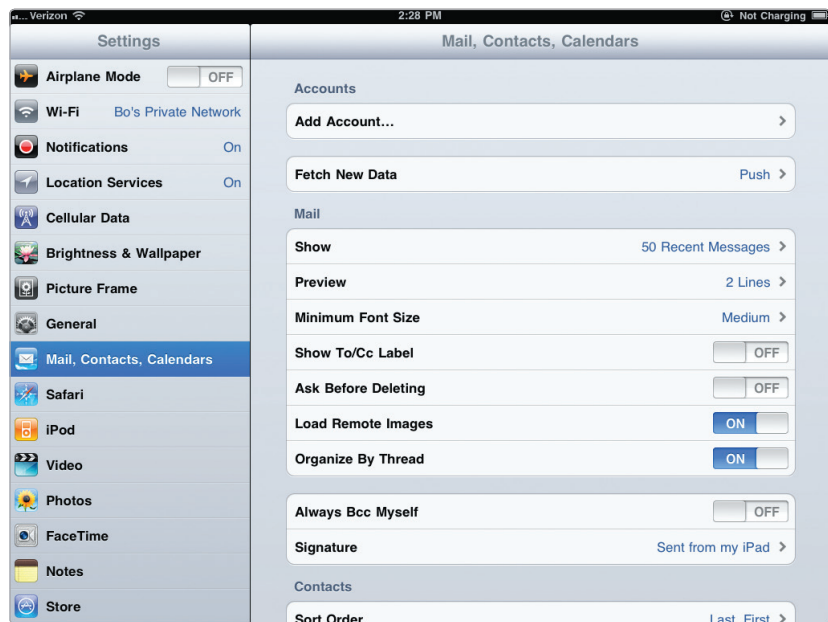 ... Verizon 2:28 PM Not Charging
Settings
Mail, Contacts, Calendars
Airplane Mode OFF
Wi-Fi Bo's Private Network
Notifications On
Location Services On
Cellular Data
Brightness & Wallpaper
Picture Frame
General
Mail, Contacts, Calendars
Safari
iPod
Video
Photos
FaceTime
Notes
Store
Accounts
Add Account...
Fetch New Data Push
Mail
Show 50 Recent Messages
Preview 2 Lines
Minimum Font Size Medium
Show To/Cc Label OFF
Ask Before Deleting OFF
Load Remote Images ON
Organize By Thread ON
Always Bcc Myself OFF
Signature Sent from my iPad
Contacts
Sort Order Last, First